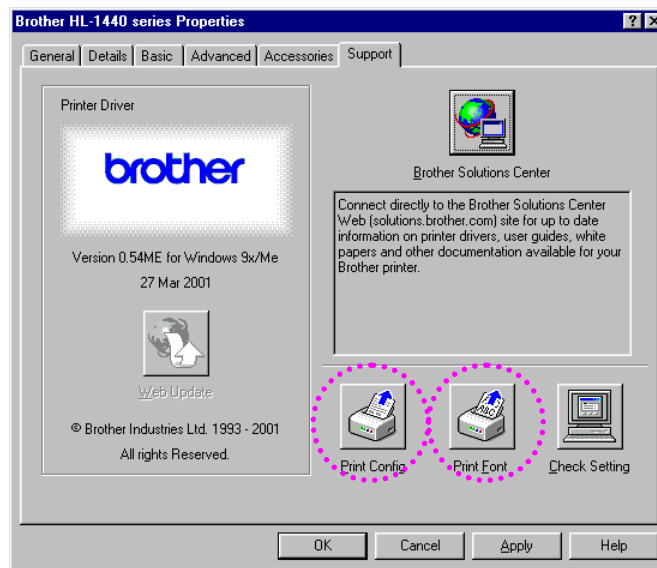 Brother HL-1440 series Properties
General Details Basic Advanced Accessories Support
Printer Driver
brother
Version 0.54ME for Windows 9x/Me
27 Mar 2001
Web Update
© Brother Industries Ltd. 1993 - 2001
All rights Reserved.
Brother Solutions Center
Connect directly to the Brother Solutions Center
Web (solutions.brother.com) site for up to date
information on printer drivers, user guides, white
papers and other documentation available for your
Brother printer.
ABC
Print Config Print Font Check Setting
OK Cancel Apply Help